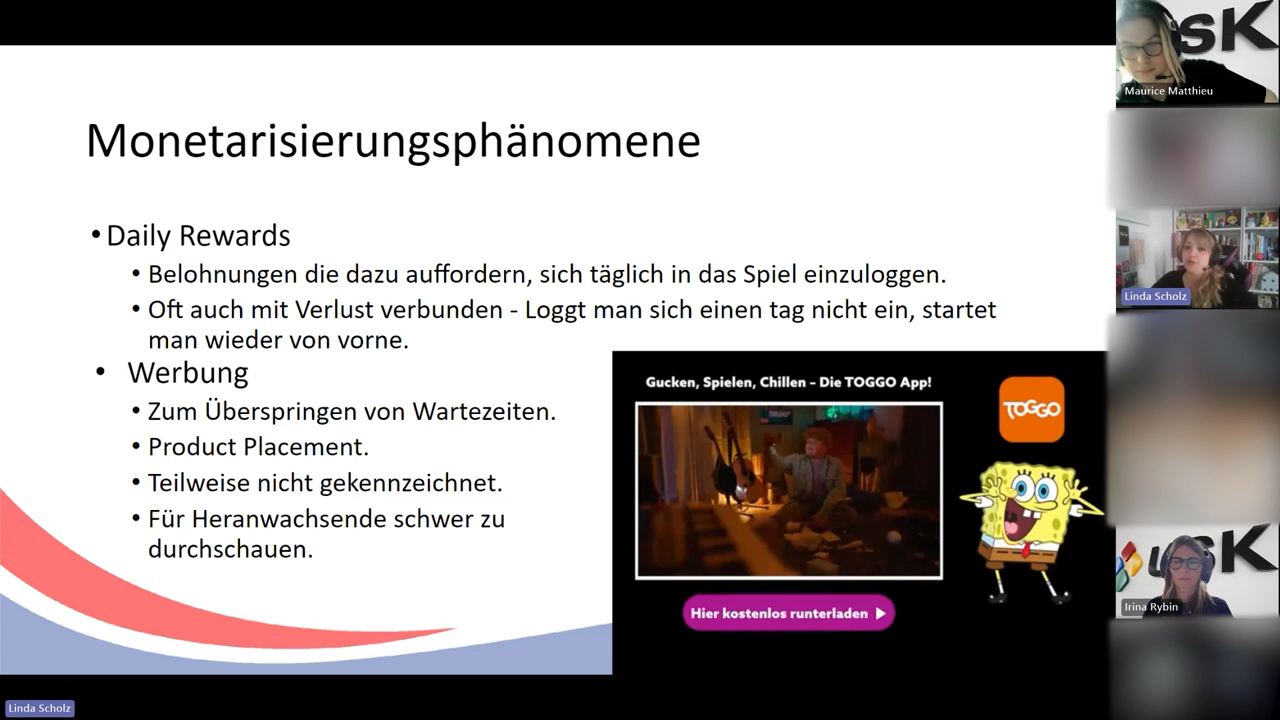 Monetarisierungsphänomene
• Daily Rewards
• Belohnungen die dazu auffordern, sich täglich in das Spiel einzuloggen.
• Oft auch mit Verlust verbunden - Loggt man sich einen tag nicht ein, startet
man wieder von vorne.
• Werbung
• Zum Überspringen von Wartezeiten.
• Product Placement.
• Teilweise nicht gekennzeichnet.
• Für Heranwachsende schwer zu
durchschauen.
Gucken, Spielen, Chillen – Die TOGGO App!
TOGGO
Hier kostenlos runterladen
Linda Scholz
sK
Maurice Matthieu
Linda Scholz
usK
Irina Rybin